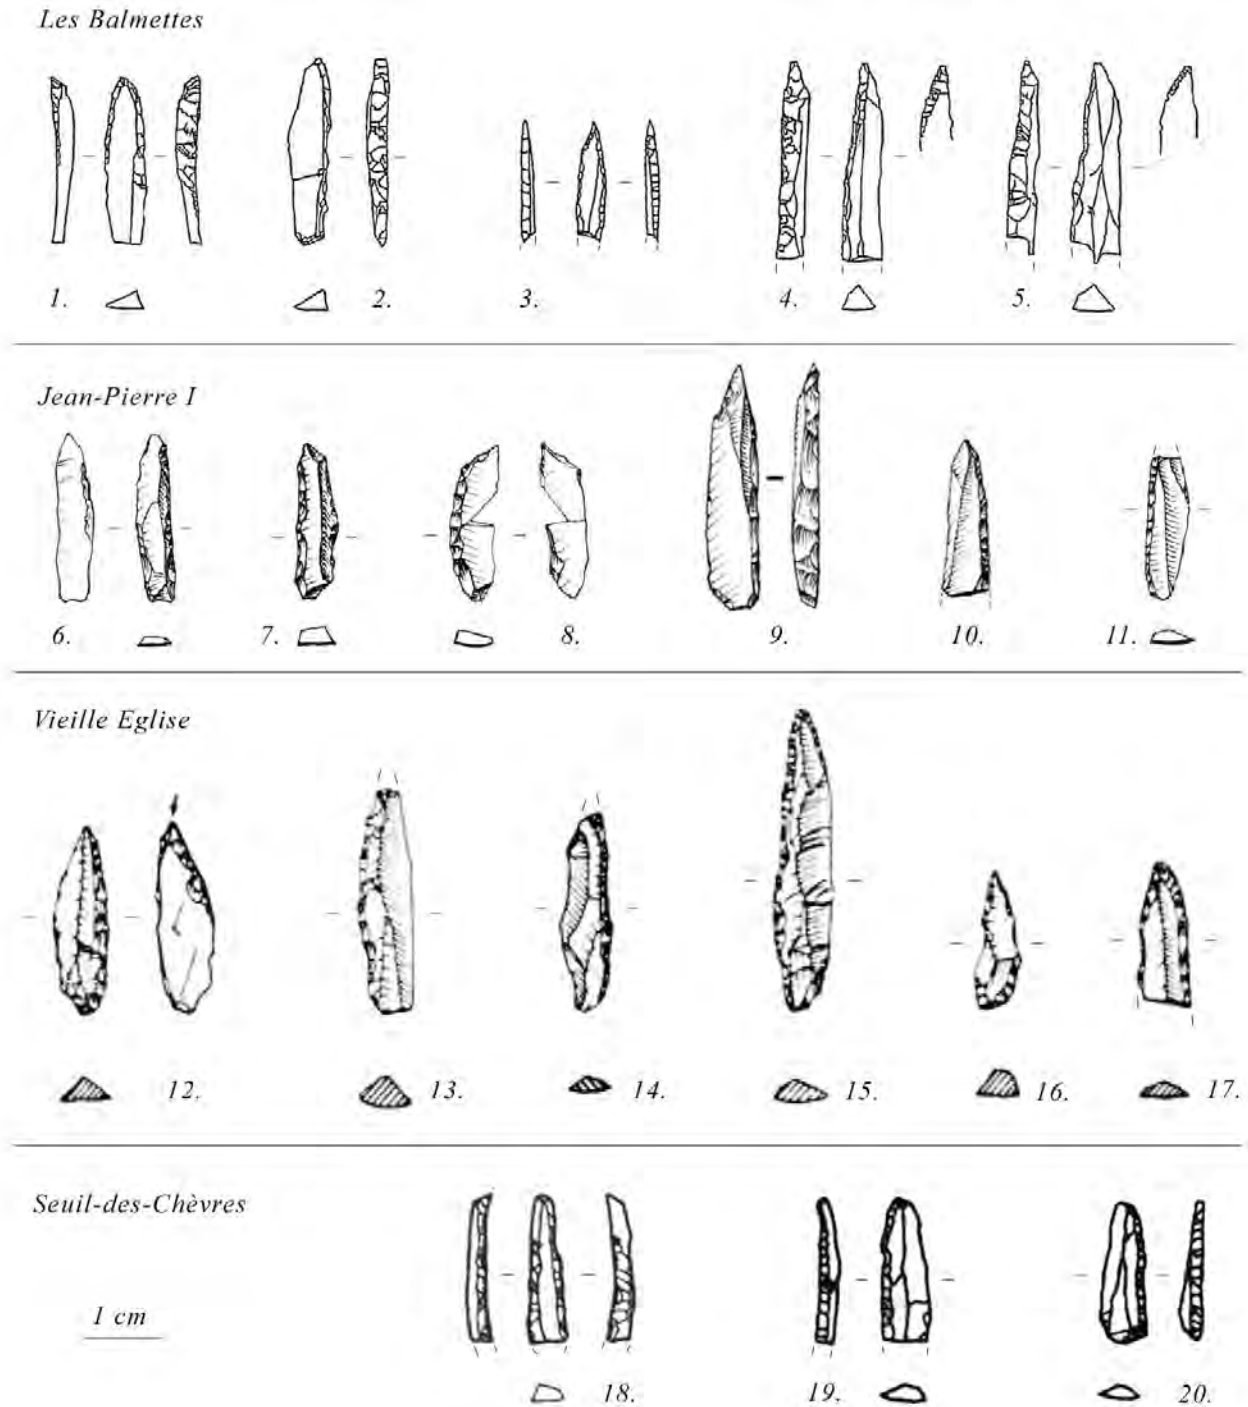 Les Balmettes
1. 2. 3. 4. 5.
Jean-Pierre I
6. 7. 8. 9. 10. 11.
Vieille Eglise
12. 13. 14. 15. 16. 17.
Seuil-des-Chèvres
1 cm
18. 19. 20.